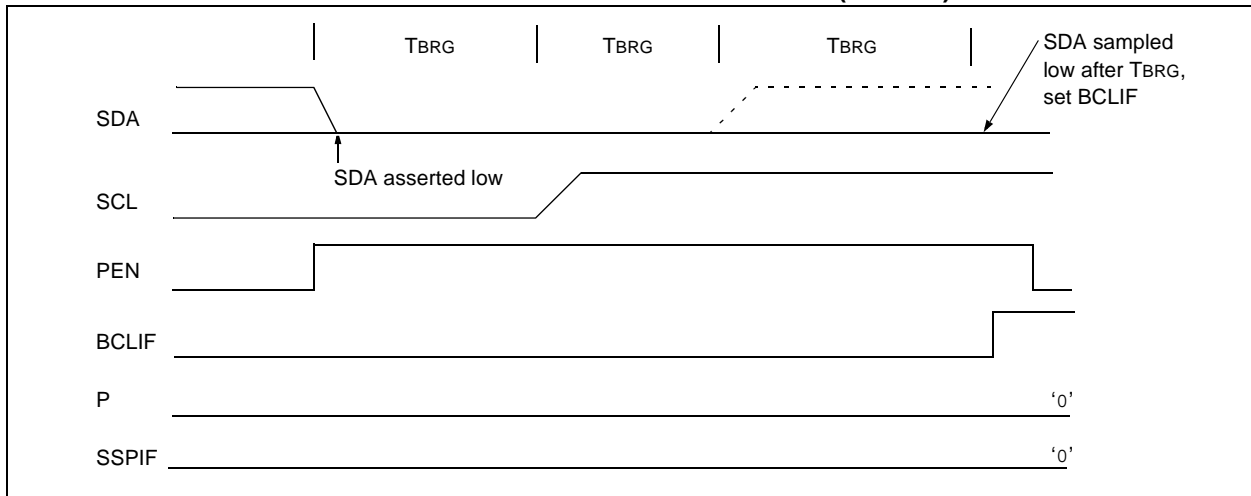 TBRG TBRG TBRG
SDA sampled
low after TBRG,
set BCLIF
SDA
SDA asserted low
SCL
PEN
BCLIF
P
‘0’
SSPIF
‘0’